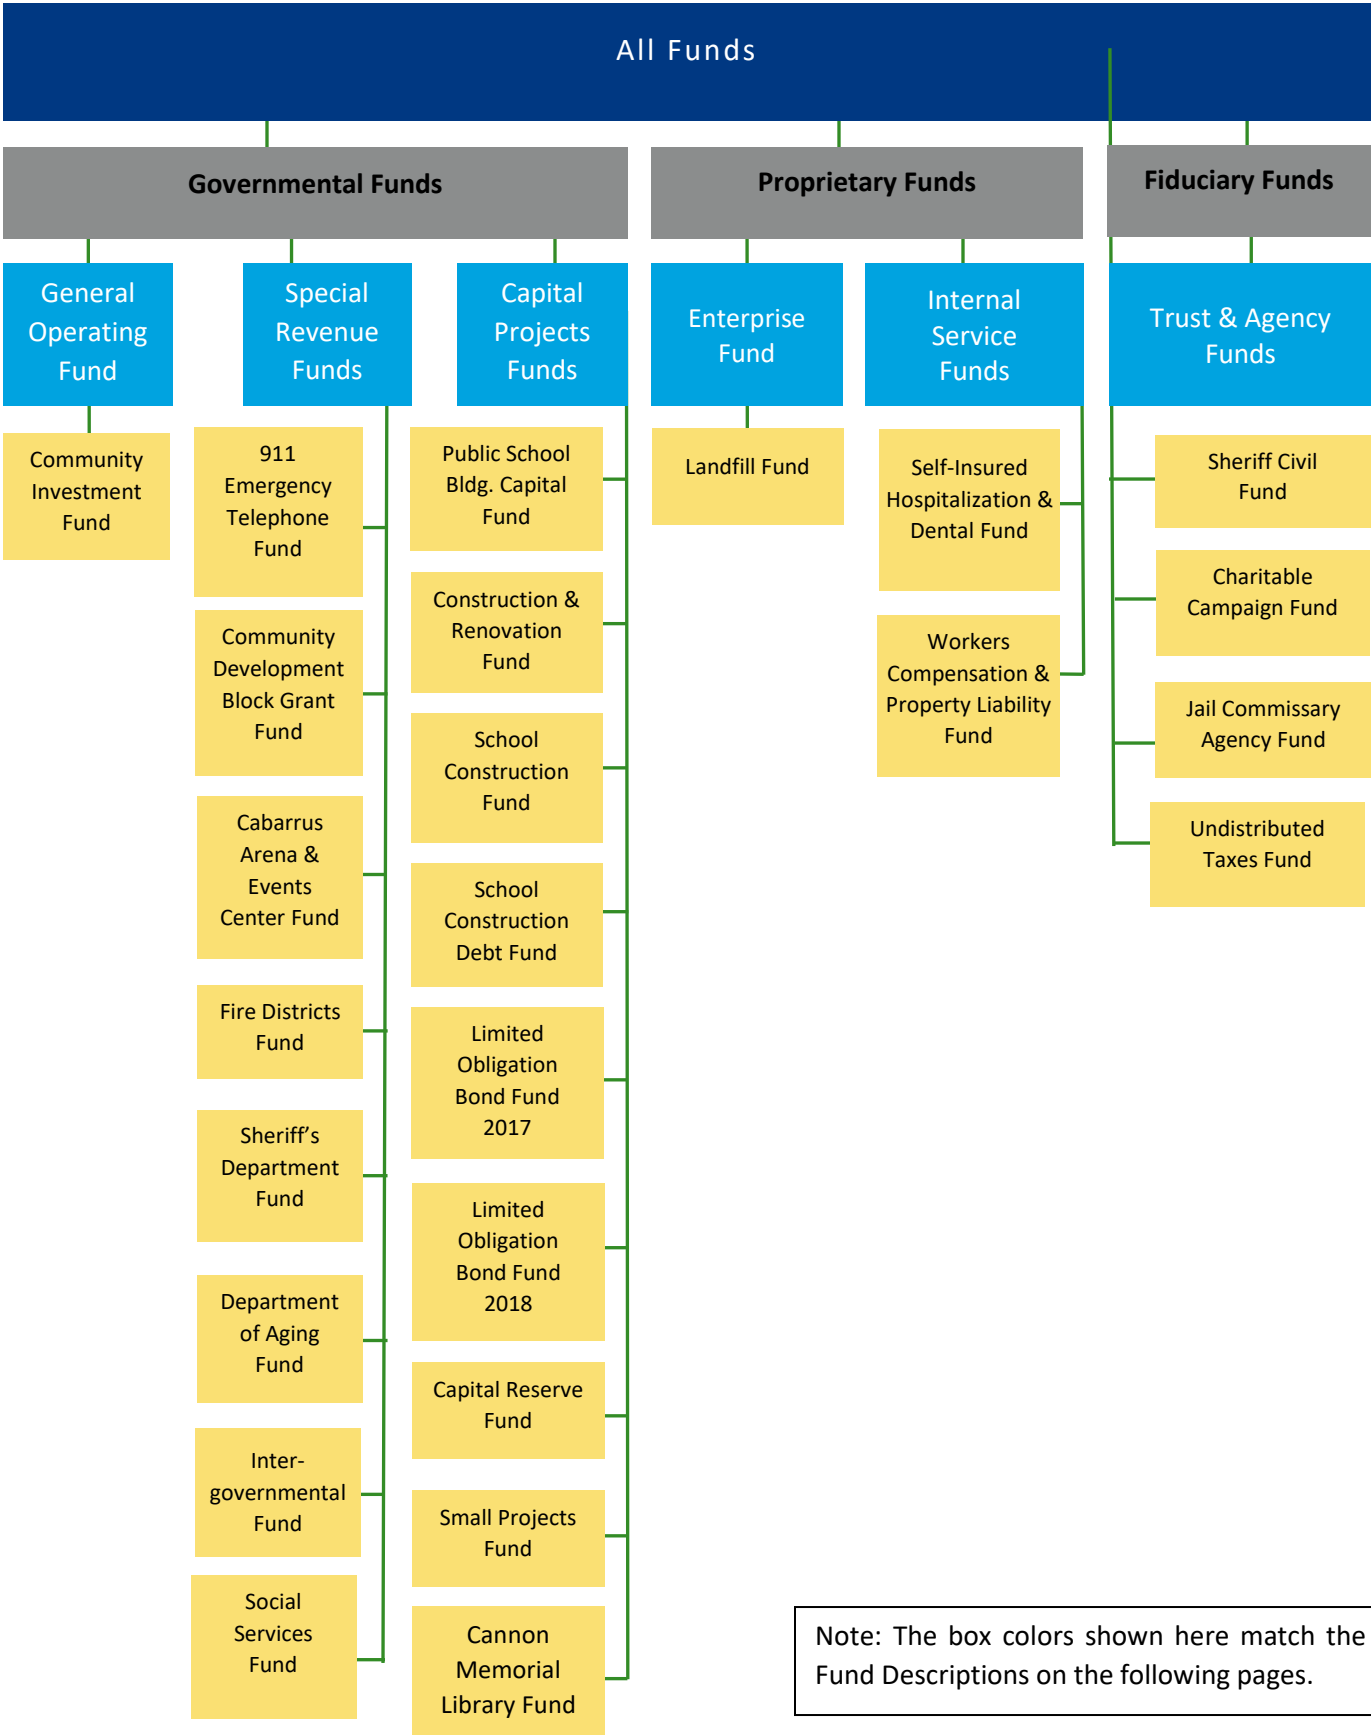 All Funds
Governmental Funds
Proprietary Funds
Fiduciary Funds
General
Operating
Fund
Special
Revenue
Funds
Capital
Projects
Funds
Enterprise
Fund
Internal
Service
Funds
Trust & Agency
Funds
Community
Investment
Fund
911
Emergency
Telephone
Fund
Community
Development
Block Grant
Fund
Cabarrus
Arena &
Events
Center Fund
Fire Districts
Fund
Sheriff’s
Department
Fund
Department
of Aging
Fund
Inter-
governmental
Fund
Social
Services
Fund
Public School
Bldg. Capital
Fund
Construction &
Renovation
Fund
School
Construction
Fund
School
Construction
Debt Fund
Limited
Obligation
Bond Fund
2017
Limited
Obligation
Bond Fund
2018
Capital Reserve
Fund
Small Projects
Fund
Cannon
Memorial
Library Fund
Landfill Fund
Self-Insured
Hospitalization &
Dental Fund
Workers
Compensation &
Property Liability
Fund
Sheriff Civil
Fund
Charitable
Campaign Fund
Jail Commissary
Agency Fund
Undistributed
Taxes Fund
Note: The box colors shown here match the
Fund Descriptions on the following pages.